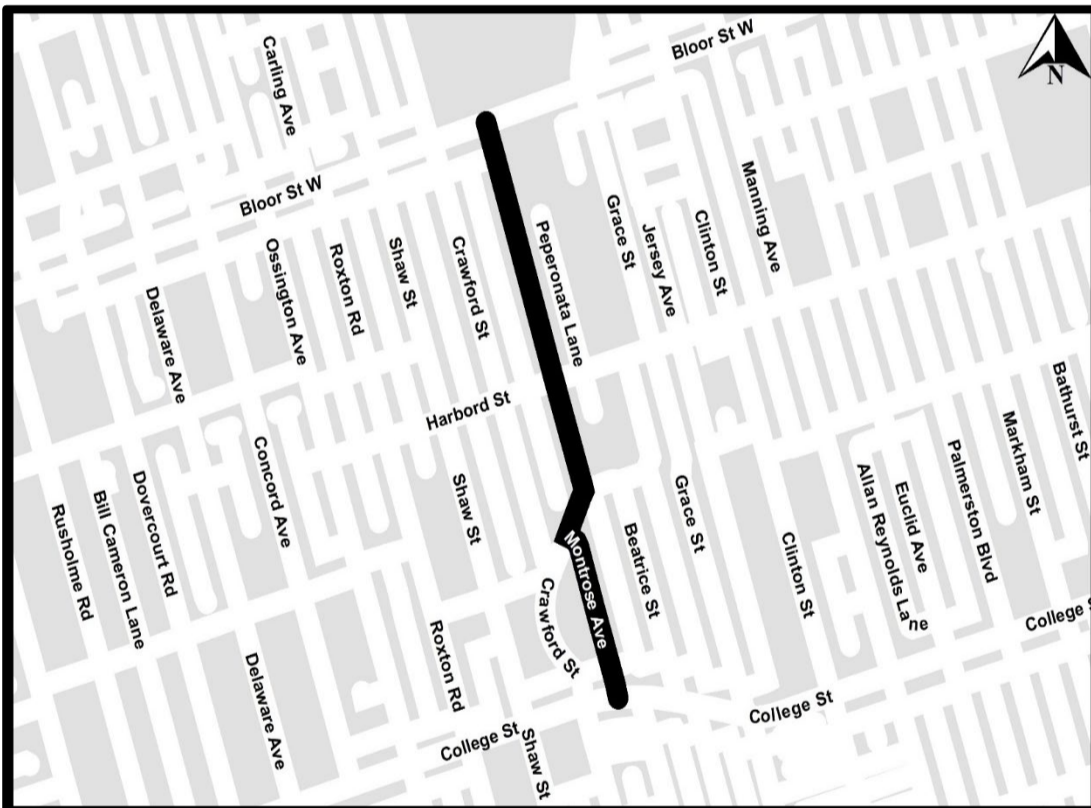 Bloor St W
N
Carling Ave
Bloor St W
Manning Ave
Clinton St
Grace St
Jersey Ave
Peperonata Lane
Crawford St
Shaw St
Roxton Rd
Ossington Ave
Delaware Ave
Harbord St
Bathurst St
Markham St
Palmerston Blvd
Euclid Ave
Allan Reynolds Lane
Clinton St
Grace St
Beatrice St
Montrose Ave
Crawford St
Shaw St
Concord Ave
Dovercourt Rd
Bill Cameron Lane
Rusholme Rd
Roxton Rd
Delaware Ave
College S
College St
College St
Shaw St